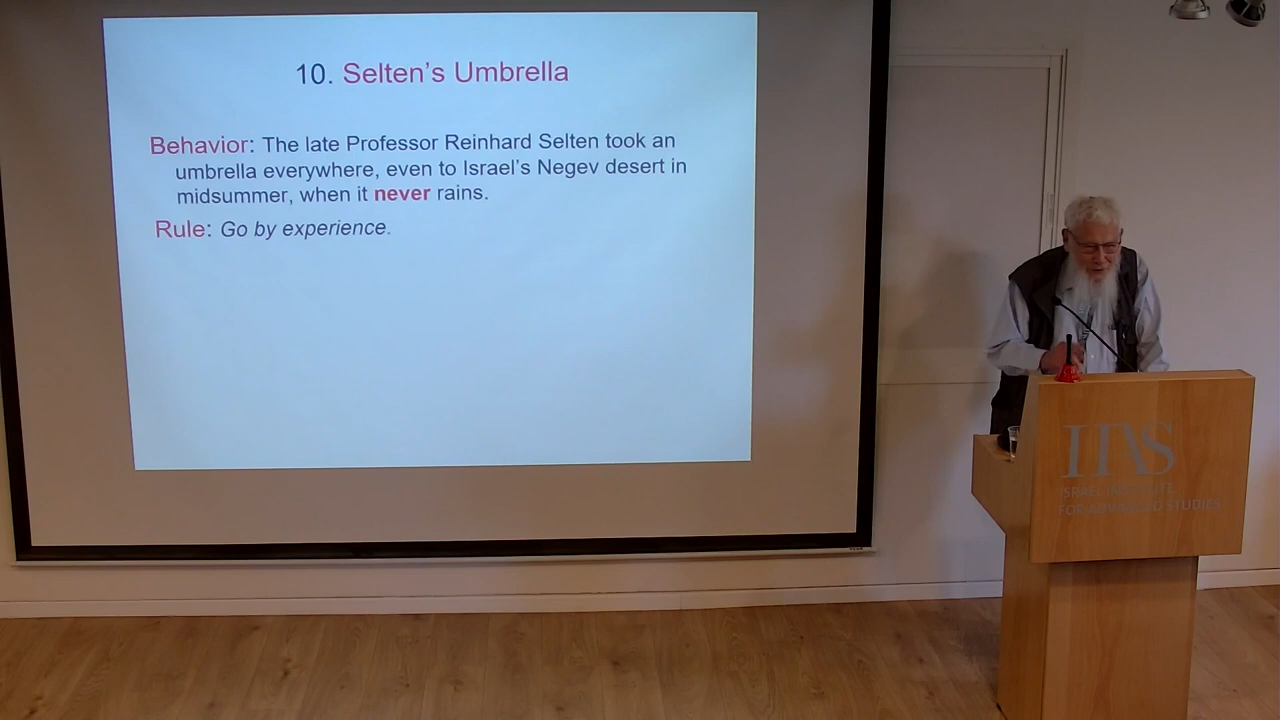 10. Selten's Umbrella
Behavior: The late Professor Reinhard Selten took an
umbrella everywhere, even to Israel's Negev desert in
midsummer, when it never rains.
Rule: Go by experience.
IIAS
ISRAEL INSTITUTE
FOR ADVANCED STUDIES